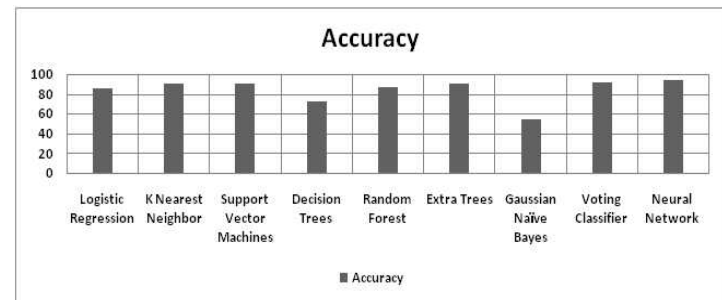 Accuracy
100
80
60
40
20
0
Logistic Regression
K Nearest Neighbor
Support Vector Machines
Decision Trees
Random Forest
Extra Trees
Gaussian Naïve Bayes
Voting Classifier
Neural Network
Accuracy